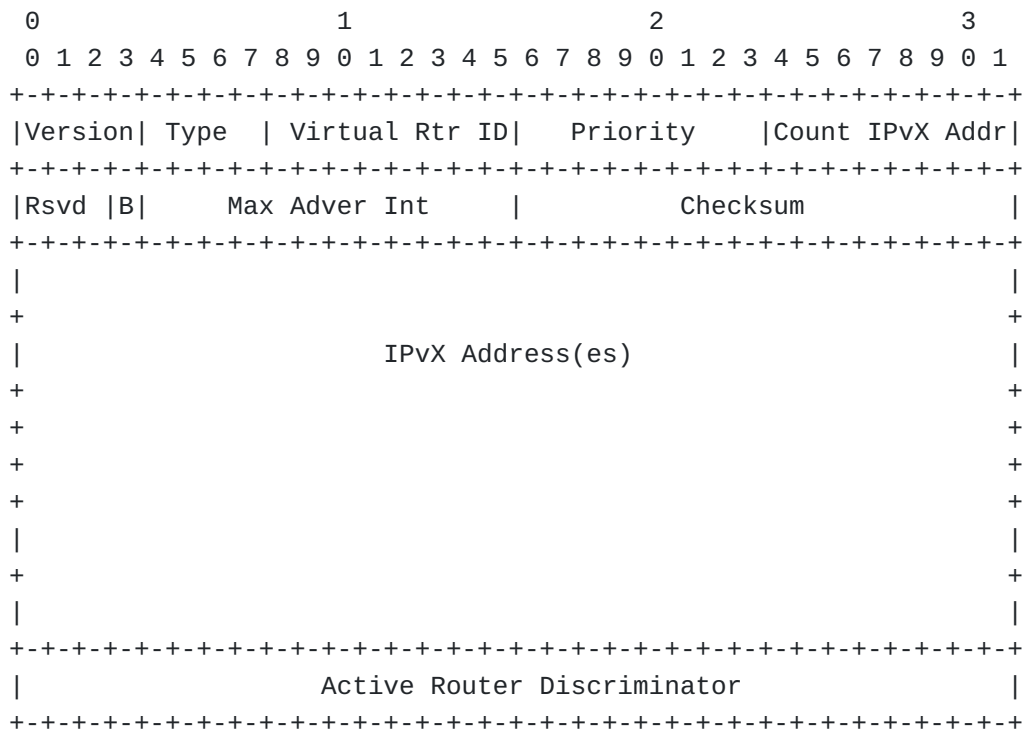 0                   1                   2                   3
 0 1 2 3 4 5 6 7 8 9 0 1 2 3 4 5 6 7 8 9 0 1 2 3 4 5 6 7 8 9 0 1
+-+-+-+-+-+-+-+-+-+-+-+-+-+-+-+-+-+-+-+-+-+-+-+-+-+-+-+-+-+-+-+-+
|Version| Type  | Virtual Rtr ID|   Priority    |Count IPvX Addr|
+-+-+-+-+-+-+-+-+-+-+-+-+-+-+-+-+-+-+-+-+-+-+-+-+-+-+-+-+-+-+-+-+
|Rsvd |B|     Max Adver Int     |          Checksum             |
+-+-+-+-+-+-+-+-+-+-+-+-+-+-+-+-+-+-+-+-+-+-+-+-+-+-+-+-+-+-+-+-+
|                                                               |
+                                                               +
|                       IPvX Address(es)                        |
+                                                               +
+                                                               +
+                                                               +
+                                                               +
|                                                               |
+                                                               +
|                                                               |
+-+-+-+-+-+-+-+-+-+-+-+-+-+-+-+-+-+-+-+-+-+-+-+-+-+-+-+-+-+-+-+-+
|                   Active Router Discriminator                 |
+-+-+-+-+-+-+-+-+-+-+-+-+-+-+-+-+-+-+-+-+-+-+-+-+-+-+-+-+-+-+-+-+